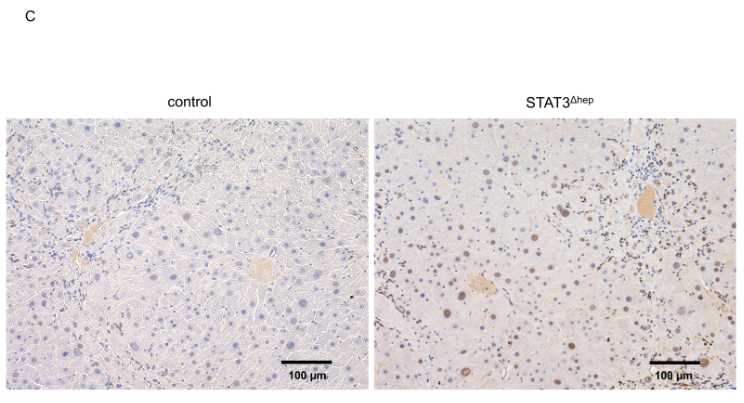 C
control
STAT3Δhep
100 μm
100 μm